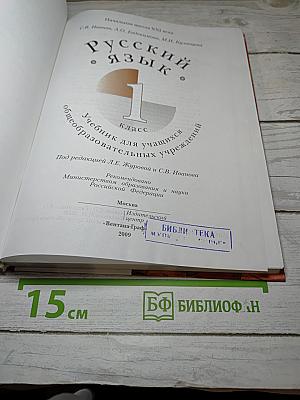 Начальная школа XXI века
С.В. Иванов, А.О. Евдокимова, М.И. Кузнецова
Русский
язык
1
класс
Учебник для учащихся
общеобразовательных учреждений
Под редакцией Л.Е. Журовой и С.В. Иванова
Рекомендовано
Министерством образования и науки
Российской Федерации
Москва
Издательский
центр
«Вентана-Граф»
2009
БИБЛИОТЕКА
15 см
БФ БИБЛИОФАН